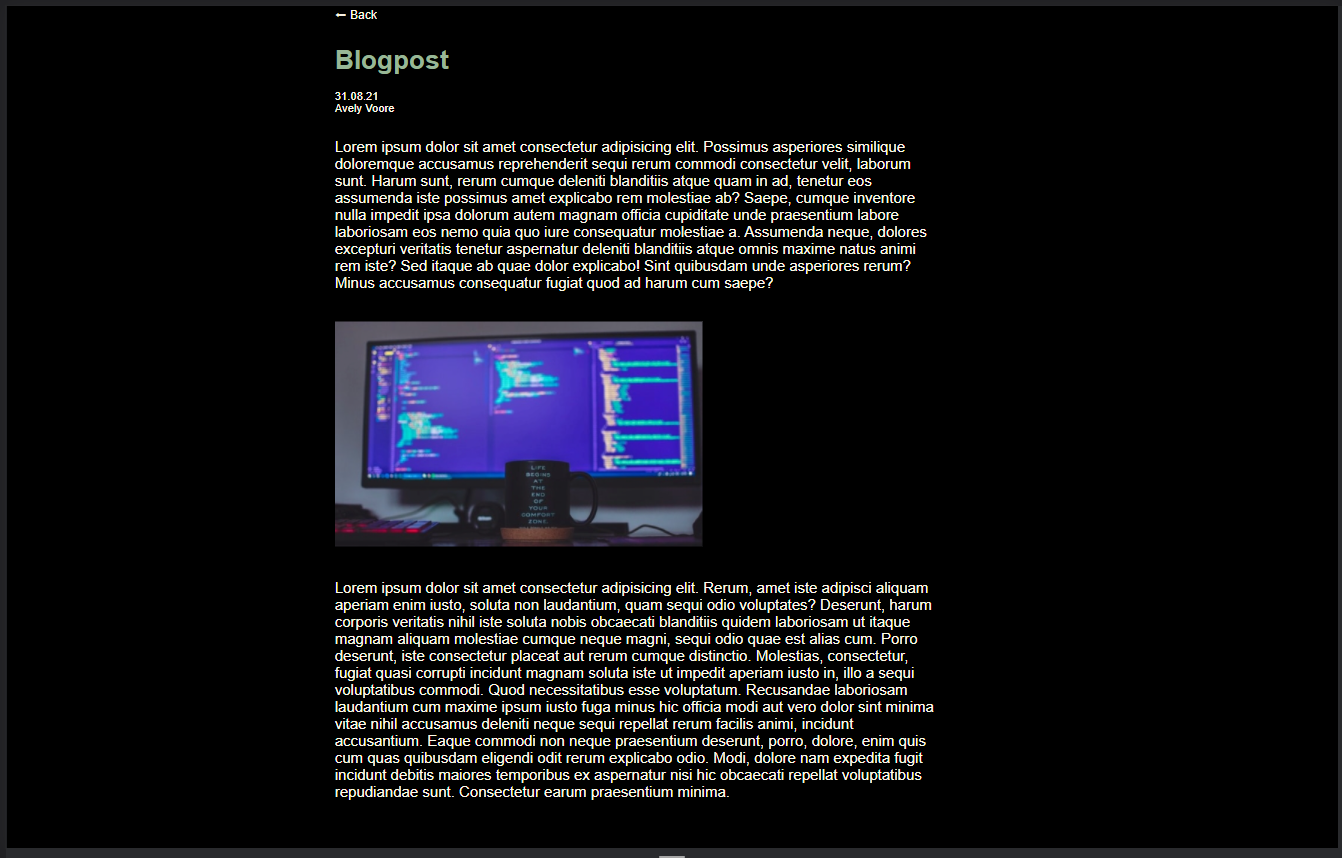 ← Back
Blogpost
31.08.21
Avely Voore
Lorem ipsum dolor sit amet consectetur adipisicing elit. Possimus asperiores similique
doloremque accusamus reprehenderit sequi rerum commodi consectetur velit, laborum
sunt. Harum sunt, rerum cumque deleniti blanditiis atque quam in ad, tenetur eos
assumenda iste possimus amet explicabo rem molestiae ab? Saepe, cumque inventore
nulla impedit ipsa dolorum autem magnam officia cupiditate unde praesentium labore
laboriosam eos nemo quia quo iure consequatur molestiae a. Assumenda neque, dolores
excepturi veritatis tenetur aspernatur deleniti blanditiis atque omnis maxime natus animi
rem iste? Sed itaque ab quae dolor explicabo! Sint quibusdam unde asperiores rerum?
Minus accusamus consequatur fugiat quod ad harum cum saepe?
LIFE
BEGINS
AT
THE
END
OF
YOUR
COMFORT
ZONE.
Lorem ipsum dolor sit amet consectetur adipisicing elit. Rerum, amet iste adipisci aliquam
aperiam enim iusto, soluta non laudantium, quam sequi odio voluptates? Deserunt, harum
corporis veritatis nihil iste soluta nobis obcaecati blanditiis quidem laboriosam ut itaque
magnam aliquam molestiae cumque neque magni, sequi odio quae est alias cum. Porro
deserunt, iste consectetur placeat aut rerum cumque distinctio. Molestias, consectetur,
fugiat quasi corrupti incidunt magnam soluta iste ut impedit aperiam iusto in, illo a sequi
voluptatibus commodi. Quod necessitatibus esse voluptatum. Recusandae laboriosam
laudantium cum maxime ipsum iusto fuga minus hic officia modi aut vero dolor sint minima
vitae nihil accusamus deleniti neque sequi repellat rerum facilis animi, incidunt
accusantium. Eaque commodi non neque praesentium deserunt, porro, dolore, enim quis
cum quas quibusdam eligendi odit rerum explicabo odio. Modi, dolore nam expedita fugit
incidunt debitis maiores temporibus ex aspernatur nisi hic obcaecati repellat voluptatibus
repudiandae sunt. Consectetur earum praesentium minima.